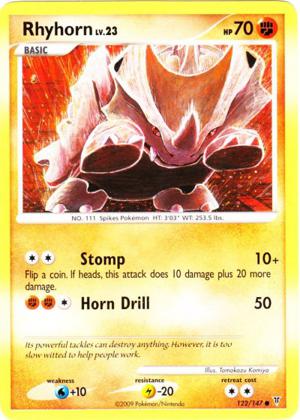 Rhyhorn LV.23 HP 70
BASIC
NO. 111 Spikes Pokémon HT: 3'03" WT: 253.5 lbs.
Stomp 10+
Flip a coin. If heads, this attack does 10 damage plus 20 more
damage.
Horn Drill 50
Its powerful tackles can destroy anything. However, it is too
slow witted to help people work.
weakness resistance retreat cost
+10 -20
Illus. Tomokazu Komiya
©2009 Pokémon/Nintendo 122/147